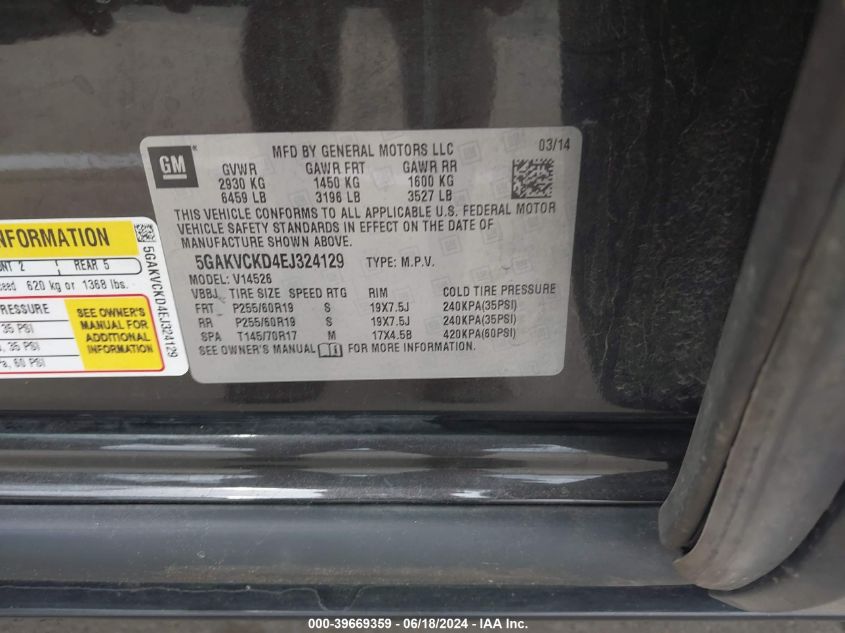 GM
MFD BY GENERAL MOTORS LLC
03/14
GVWR GAWR FRT GAWR RR
2930 KG 1450 KG 1600 KG
6459 LB 3196 LB 3527 LB
THIS VEHICLE CONFORMS TO ALL APPLICABLE U.S. FEDERAL MOTOR
VEHICLE SAFETY STANDARDS IN EFFECT ON THE DATE OF
MANUFACTURE SHOWN ABOVE.
5GAKVCKD4EJ324129 TYPE: M.P.V.
MODEL: V14526
VBBJ TIRE SIZE SPEED RTG RIM COLD TIRE PRESSURE
FRT P255/60R19 S 19X7.5J 240KPA(35PSI)
RR P255/60R19 S 19X7.5J 240KPA(35PSI)
SPA T145/70R17 M 17X4.5B 420KPA(60PSI)
SEE OWNER'S MANUAL FOR MORE INFORMATION.
NFORMATION
2 REAR 5
620 kg or 1368 lbs.
PRESSURE
35 PSI
, 35 PSI
, 60 PSI
SEE OWNER'S
MANUAL FOR
ADDITIONAL
INFORMATION
5GAKVCKD4EJ324129
000-39669359 - 06/18/2024 - IAA Inc.